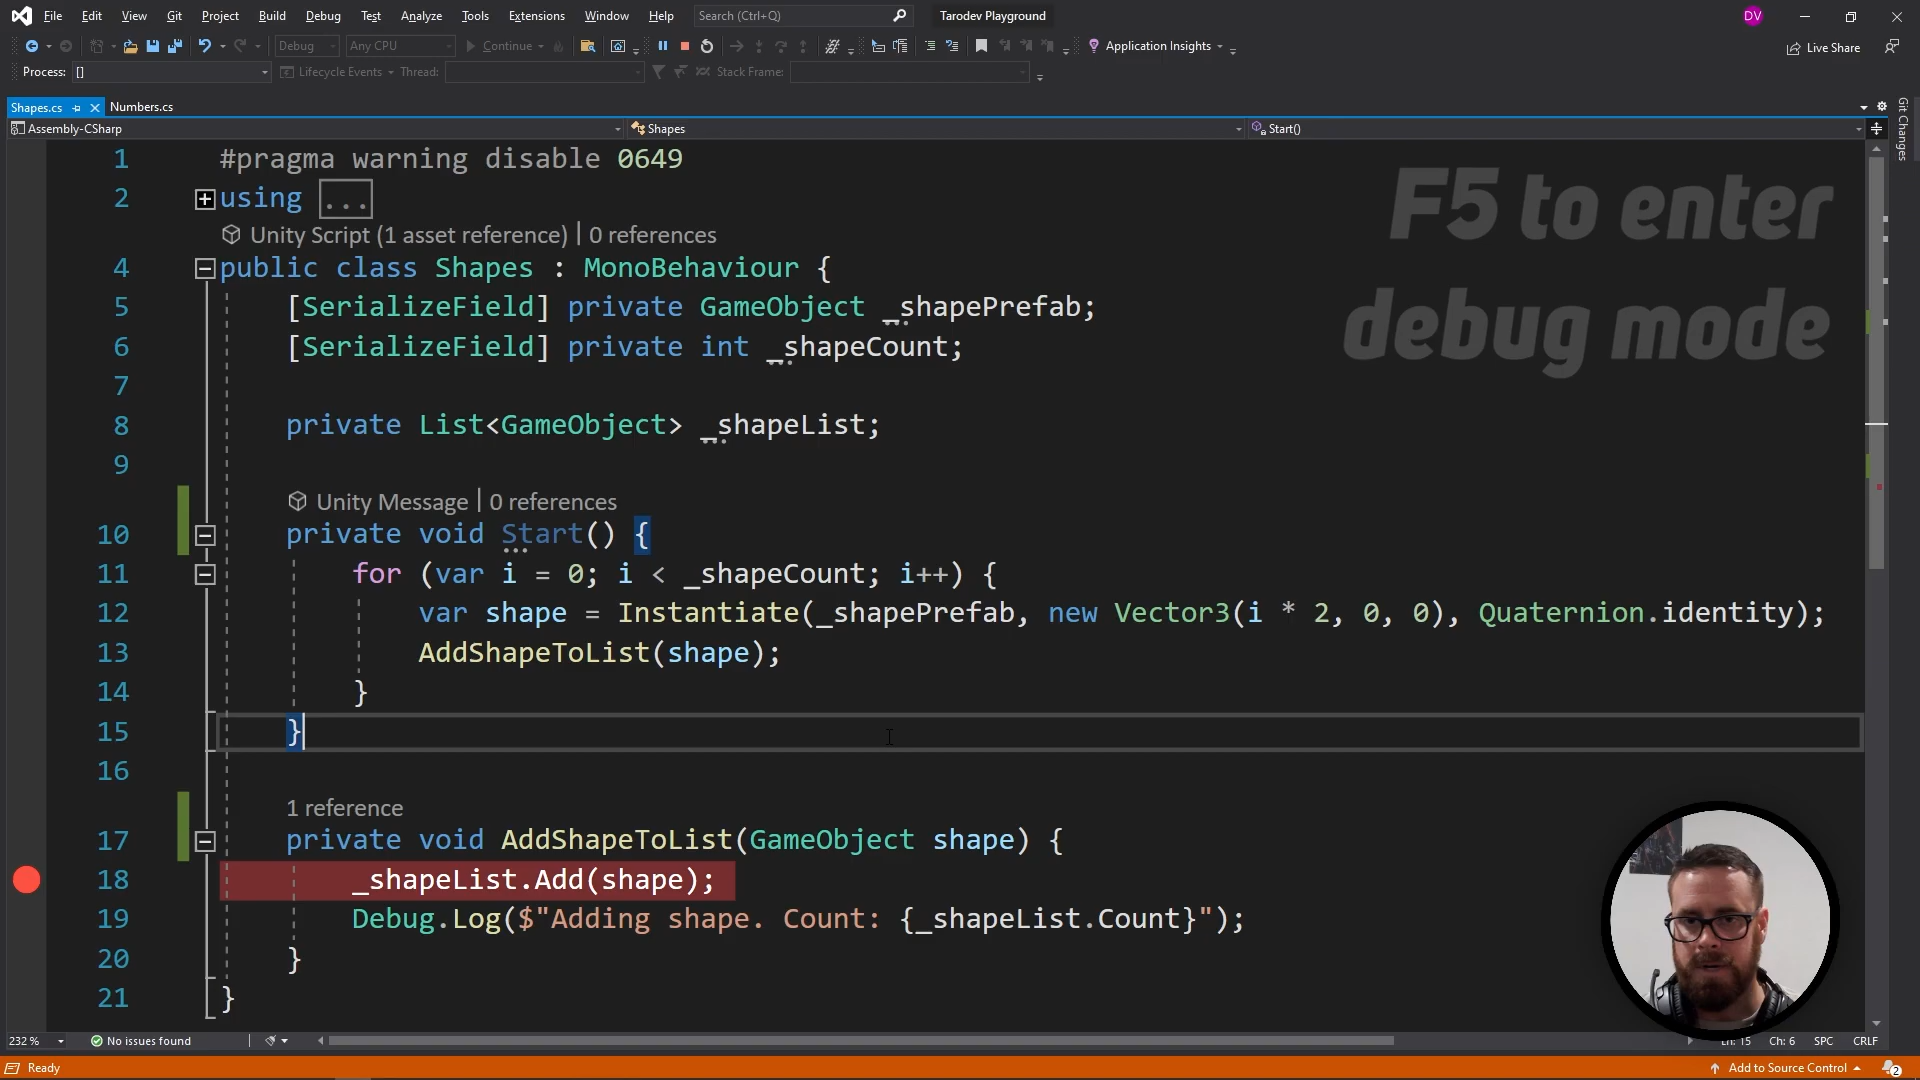 File Edit View Git Project Build Debug Test Analyze Tools Extensions Window Help Search (Ctrl+Q) Tarodev Playground DV
Debug Any CPU Continue Application Insights Live Share
Process: [] Lifecycle Events Thread: Stack Frame:
Shapes.cs Numbers.cs
Assembly-CSharp Shapes Start()
Git Changes
F5 to enter
debug mode
1 #pragma warning disable 0649
2 using ...
Unity Script (1 asset reference) | 0 references
4 public class Shapes : MonoBehaviour {
5 [SerializeField] private GameObject _shapePrefab;
6 [SerializeField] private int _shapeCount;
7
8 private List<GameObject> _shapeList;
9
Unity Message | 0 references
10 private void Start() {
11 for (var i = 0; i < _shapeCount; i++) {
12 var shape = Instantiate(_shapePrefab, new Vector3(i * 2, 0, 0), Quaternion.identity);
13 AddShapeToList(shape);
14 }
15 }
16
1 reference
17 private void AddShapeToList(GameObject shape) {
18 _shapeList.Add(shape);
19 Debug.Log($"Adding shape. Count: {_shapeList.Count}");
20 }
21 }
232 % No issues found Ln: 15 Ch: 6 SPC CRLF
Ready Add to Source Control 2